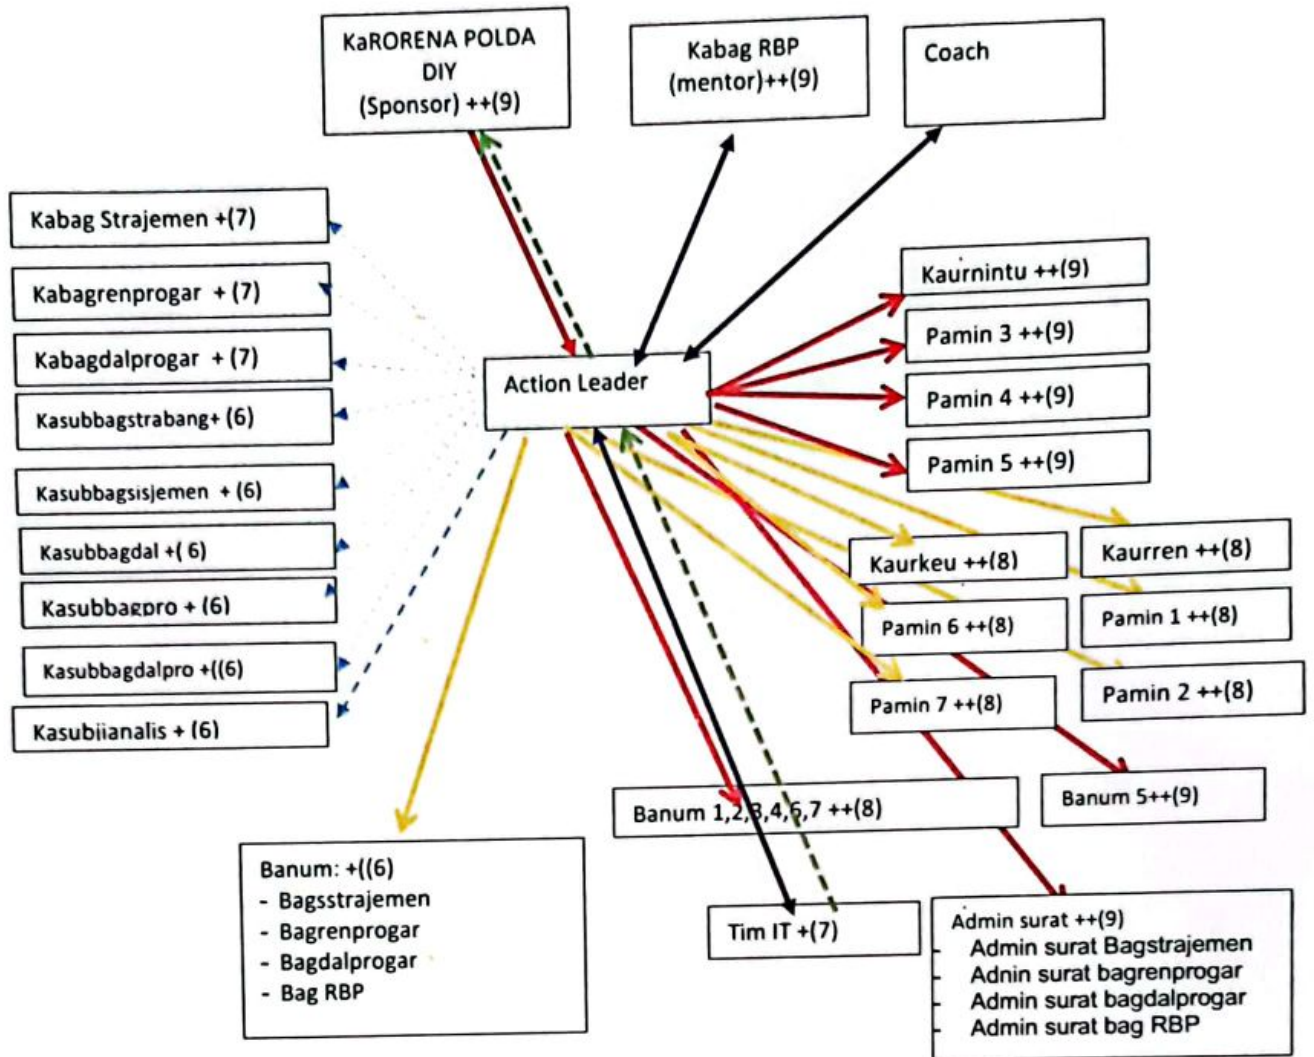 KaRORENA POLDA
DIY
(Sponsor) ++(9)
Kabag RBP
(mentor)++(9)
Coach
Kabag Strajemen +(7)
Kabagrenprogar + (7)
Kabagdalprogar + (7)
Kasubbagstrabang+ (6)
Kasubbagsisjemen + (6)
Kasubbagdal +( 6)
Kasubbagpro + (6)
Kasubbagdalpro +((6)
Kasubjianalis + (6)
Action Leader
Kaurnintu ++(9)
Pamin 3 ++(9)
Pamin 4 ++(9)
Pamin 5 ++(9)
Kaurkeu ++(8)
Kaurren ++(8)
Pamin 6 ++(8)
Pamin 1 ++(8)
Pamin 7 ++(8)
Pamin 2 ++(8)
Banum 1,2,3,4,6,7 ++(8)
Banum 5++(9)
Banum: +((6)
- Bagsstrajemen
- Bagrenprogar
- Bagdalprogar
- Bag RBP
Tim IT +(7)
Admin surat ++(9)
- Admin surat Bagstrajemen
- Adnin surat bagrenprogar
- Admin surat bagdalprogar
- Admin surat bag RBP